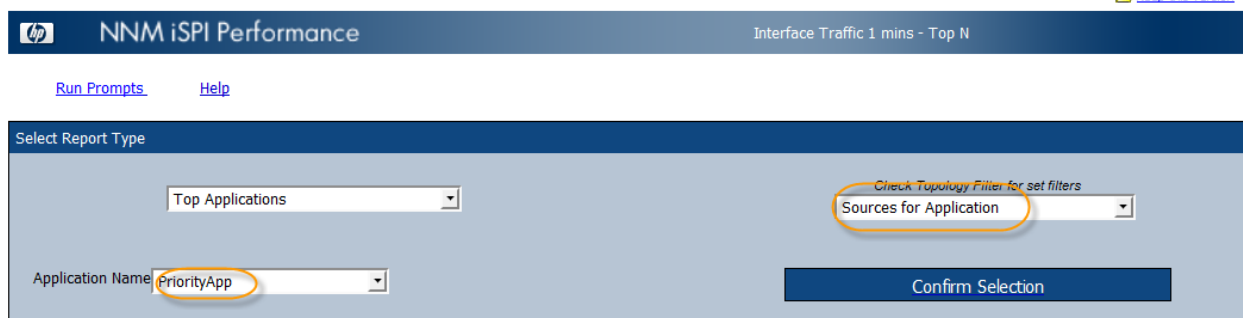 hp NNM iSPI Performance Interface Traffic 1 mins - Top N
Run Prompts Help
Select Report Type
Check Topology Filter for set filters
Top Applications Sources for Application
Application Name PriorityApp Confirm Selection